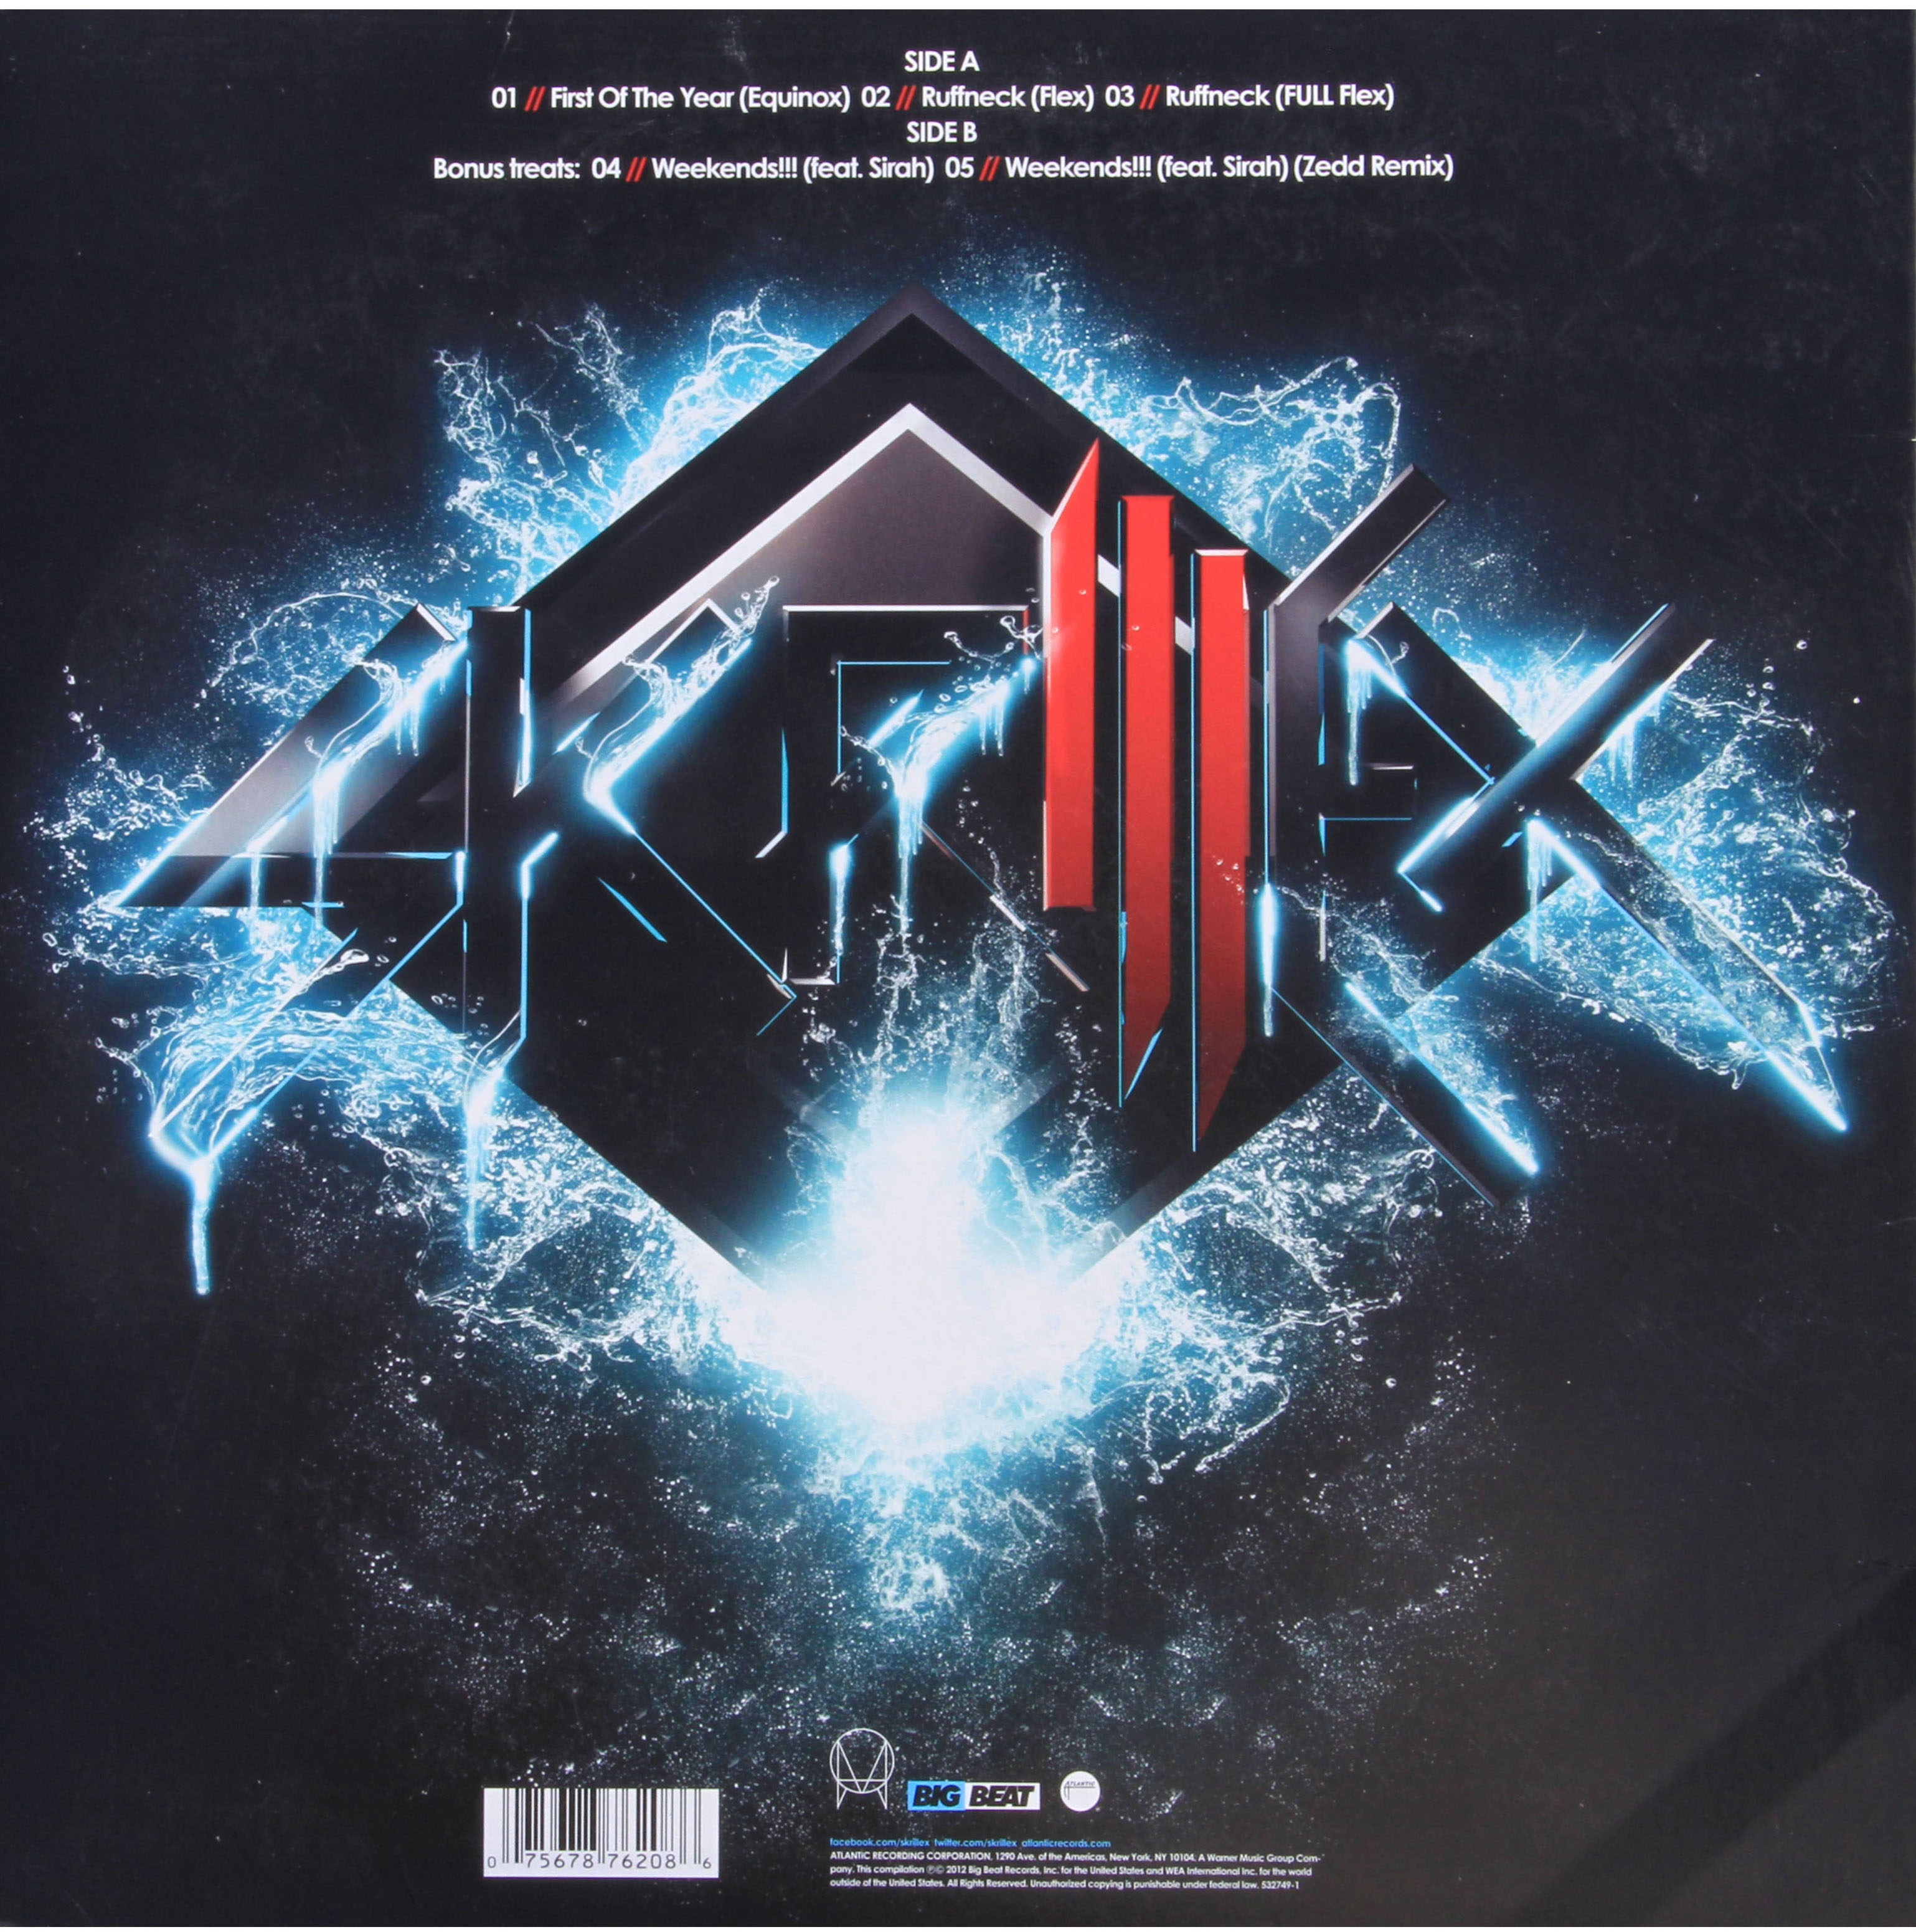 SIDE A
01 // First Of The Year (Equinox) 02 // Ruffneck (Flex) 03 // Ruffneck (FULL Flex)
SIDE B
Bonus treats: 04 // Weekends!!! (feat. Sirah) 05 // Weekends!!! (feat. Sirah) (Zedd Remix)
SKRILLEX
BIG BEAT
ATLANTIC
0 75678 76208 6
facebook.com/skrillex twitter.com/skrillex atlanticrecords.com
ATLANTIC RECORDING CORPORATION, 1290 Ave. of the Americas, New York, NY 10104. A Warner Music Group Com-
pany. This compilation ℗© 2012 Big Beat Records, Inc. for the United States and WEA International Inc. for the world
outside of the United States. All Rights Reserved. Unauthorized copying is punishable under federal law. 532749-1